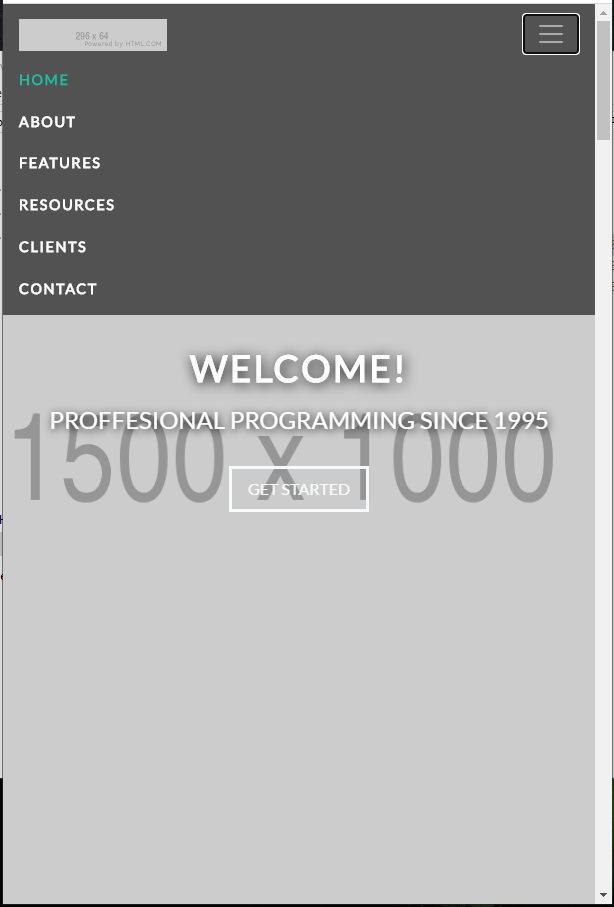 296 x 64
Powered by HTML.COM
HOME
ABOUT
FEATURES
RESOURCES
CLIENTS
CONTACT
WELCOME!
PROFFESIONAL PROGRAMMING SINCE 1995
1500 x 1000
GET STARTED